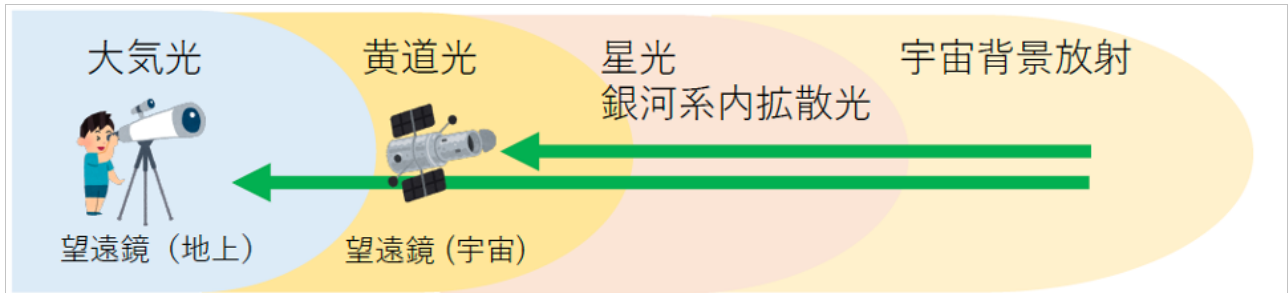 大気光
黄道光
星光
銀河系内拡散光
宇宙背景放射
望遠鏡（地上）
望遠鏡 (宇宙)